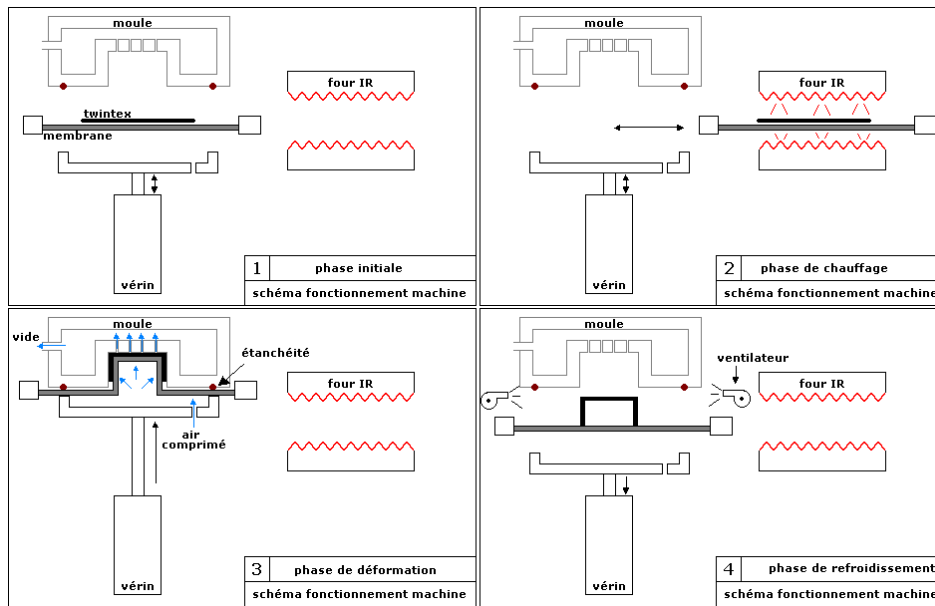 moule
four IR
twintex
membrane
vérin
1 phase initiale
schéma fonctionnement machine
moule
four IR
vérin
2 phase de chauffage
schéma fonctionnement machine
vide
moule
étanchéité
four IR
air
comprimé
vérin
3 phase de déformation
schéma fonctionnement machine
moule
ventilateur
four IR
vérin
4 phase de refroidissement
schéma fonctionnement machine